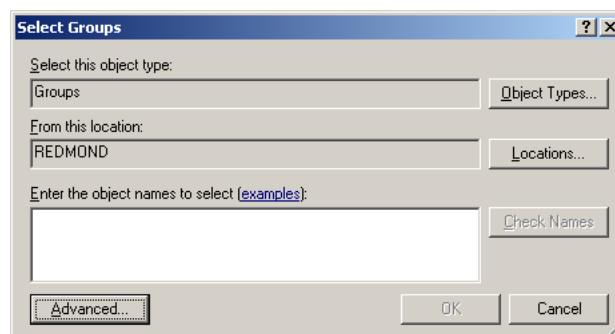 Select Groups
Select this object type:
Groups
Object Types...
From this location:
REDMOND
Locations...
Enter the object names to select (examples):
Check Names
Advanced...
OK
Cancel